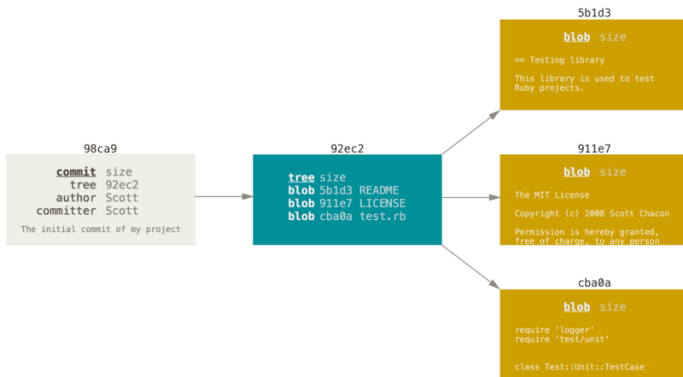 98ca9
commit size
tree 92ec2
author Scott
committer Scott
The initial commit of my project
92ec2
tree size
blob 5b1d3 README
blob 911e7 LICENSE
blob cba0a test.rb
5b1d3
blob size
== Testing library
This library is used to test
Ruby projects.
911e7
blob size
The MIT License
Copyright (c) 2008 Scott Chacon
Permission is hereby granted,
free of charge, to any person
cba0a
blob size
require 'logger'
require 'test/unit'
class Test::Unit::TestCase